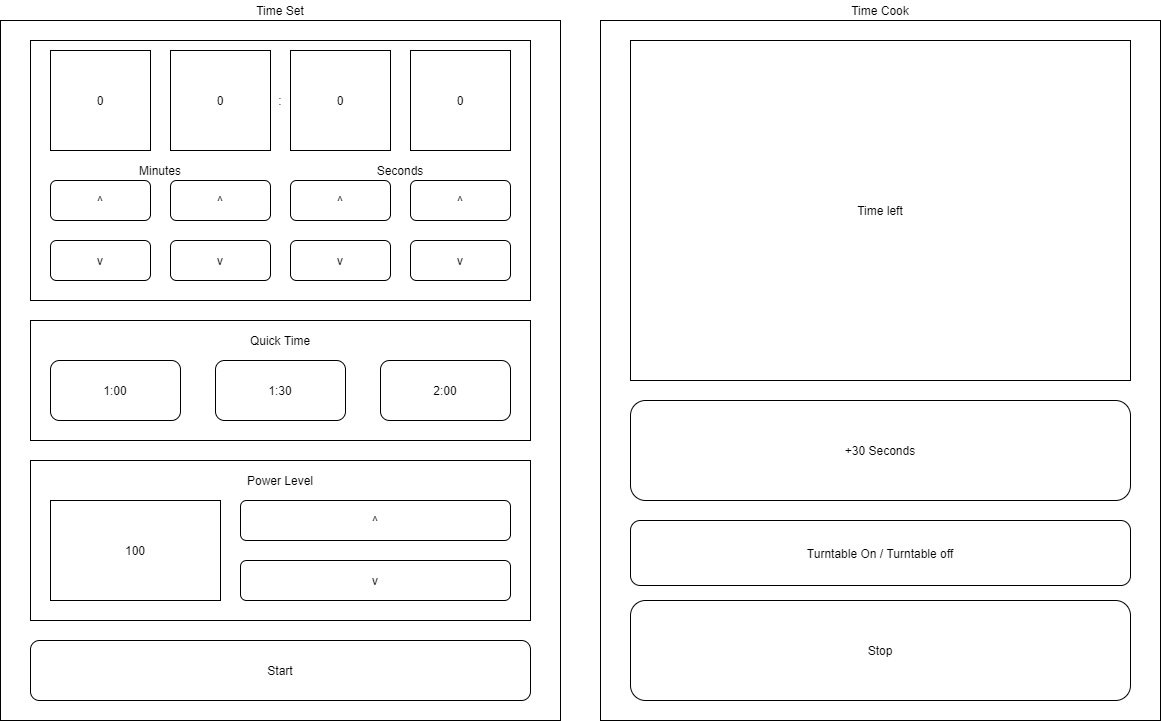 Time Set
0 0 : 0 0
Minutes Seconds
^ ^ ^ ^
v v v v
Quick Time
1:00 1:30 2:00
Power Level
100
^
v
Start
Time Cook
Time left
+30 Seconds
Turntable On / Turntable off
Stop